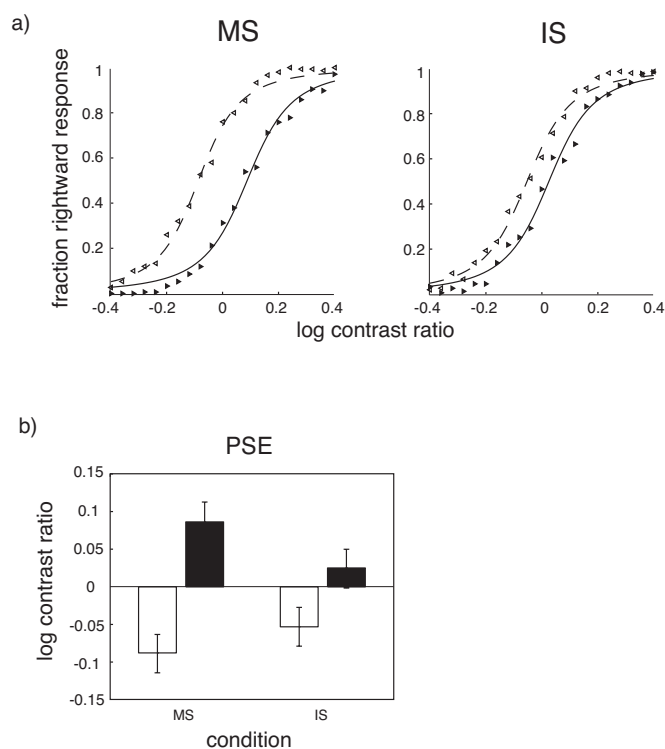 a)
MS
IS
fraction rightward response
1
0.8
0.6
0.4
0.2
-0.4
-0.2
0
0.2
0.4
1
0.8
0.6
0.4
0.2
-0.4
-0.2
0
0.2
0.4
log contrast ratio
b)
PSE
log contrast ratio
0.15
0.1
0.05
0
-0.05
-0.1
-0.15
MS
IS
condition